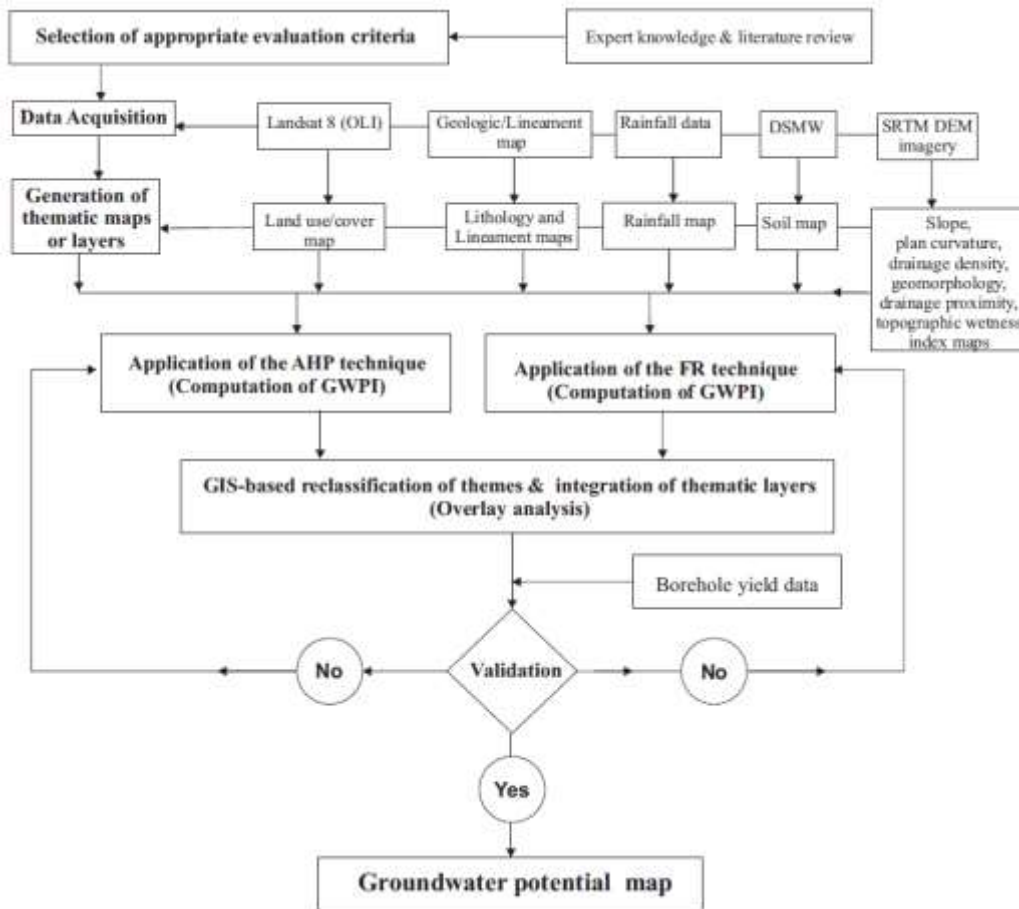 Selection of appropriate evaluation criteria
Expert knowledge & literature review
Data Acquisition
Landsat 8 (OLI)
Geologic/Lineament
map
Rainfall data
DSMW
SRTM DEM
imagery
Generation of
thematic maps
or layers
Land use/cover
map
Lithology and
Lineament maps
Rainfall map
Soil map
Slope,
plan curvature,
drainage density,
geomorphology,
drainage proximity,
topographic wetness
index maps
Application of the AHP technique
(Computation of GWPI)
Application of the FR technique
(Computation of GWPI)
GIS-based reclassification of themes & integration of thematic layers
(Overlay analysis)
Borehole yield data
No
Validation
No
Yes
Groundwater potential map